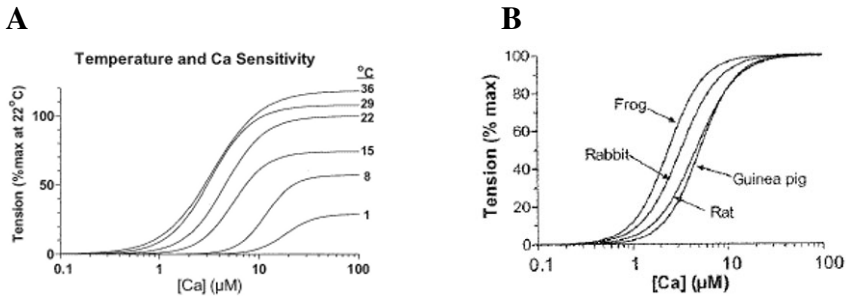 A
Temperature and Ca Sensitivity
°C
36
29
22
15
8
1
100
50
0
Tension (%max at 22°C)
0.1 1 10 100
[Ca] (µM)
B
100
80
60
40
20
0
Tension (% max)
Frog
Rabbit
Guinea pig
Rat
0.1 1 10 100
[Ca] (µM)